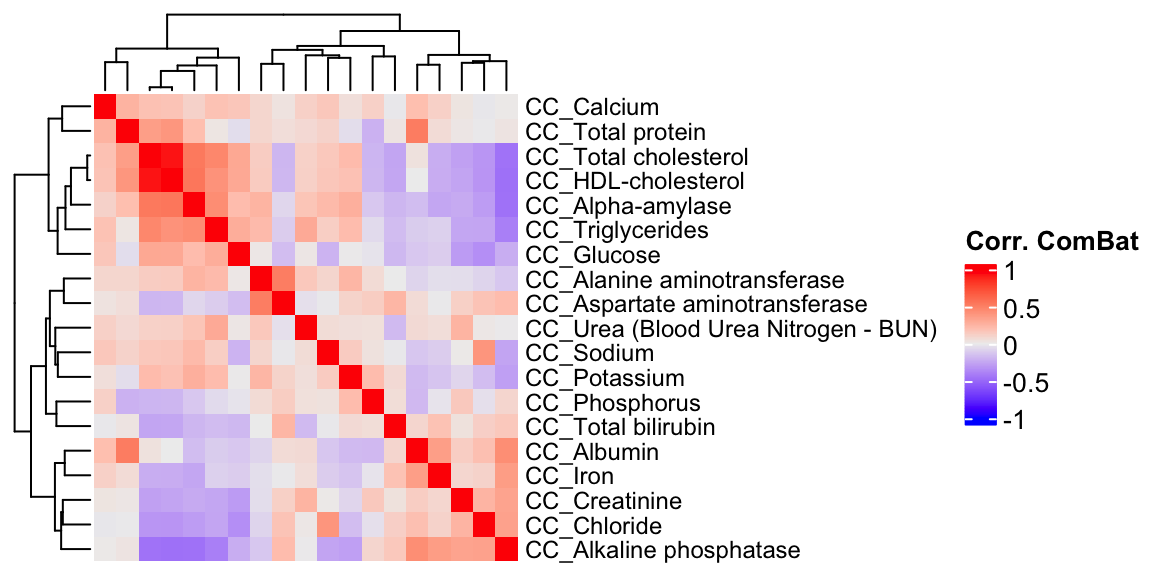 CC_Calcium
CC_Total protein
CC_Total cholesterol
CC_HDL-cholesterol
CC_Alpha-amylase
CC_Triglycerides
CC_Glucose
CC_Alanine aminotransferase
CC_Aspartate aminotransferase
CC_Urea (Blood Urea Nitrogen - BUN)
CC_Sodium
CC_Potassium
CC_Phosphorus
CC_Total bilirubin
CC_Albumin
CC_Iron
CC_Creatinine
CC_Chloride
CC_Alkaline phosphatase
Corr. ComBat
1
0.5
0
-0.5
-1